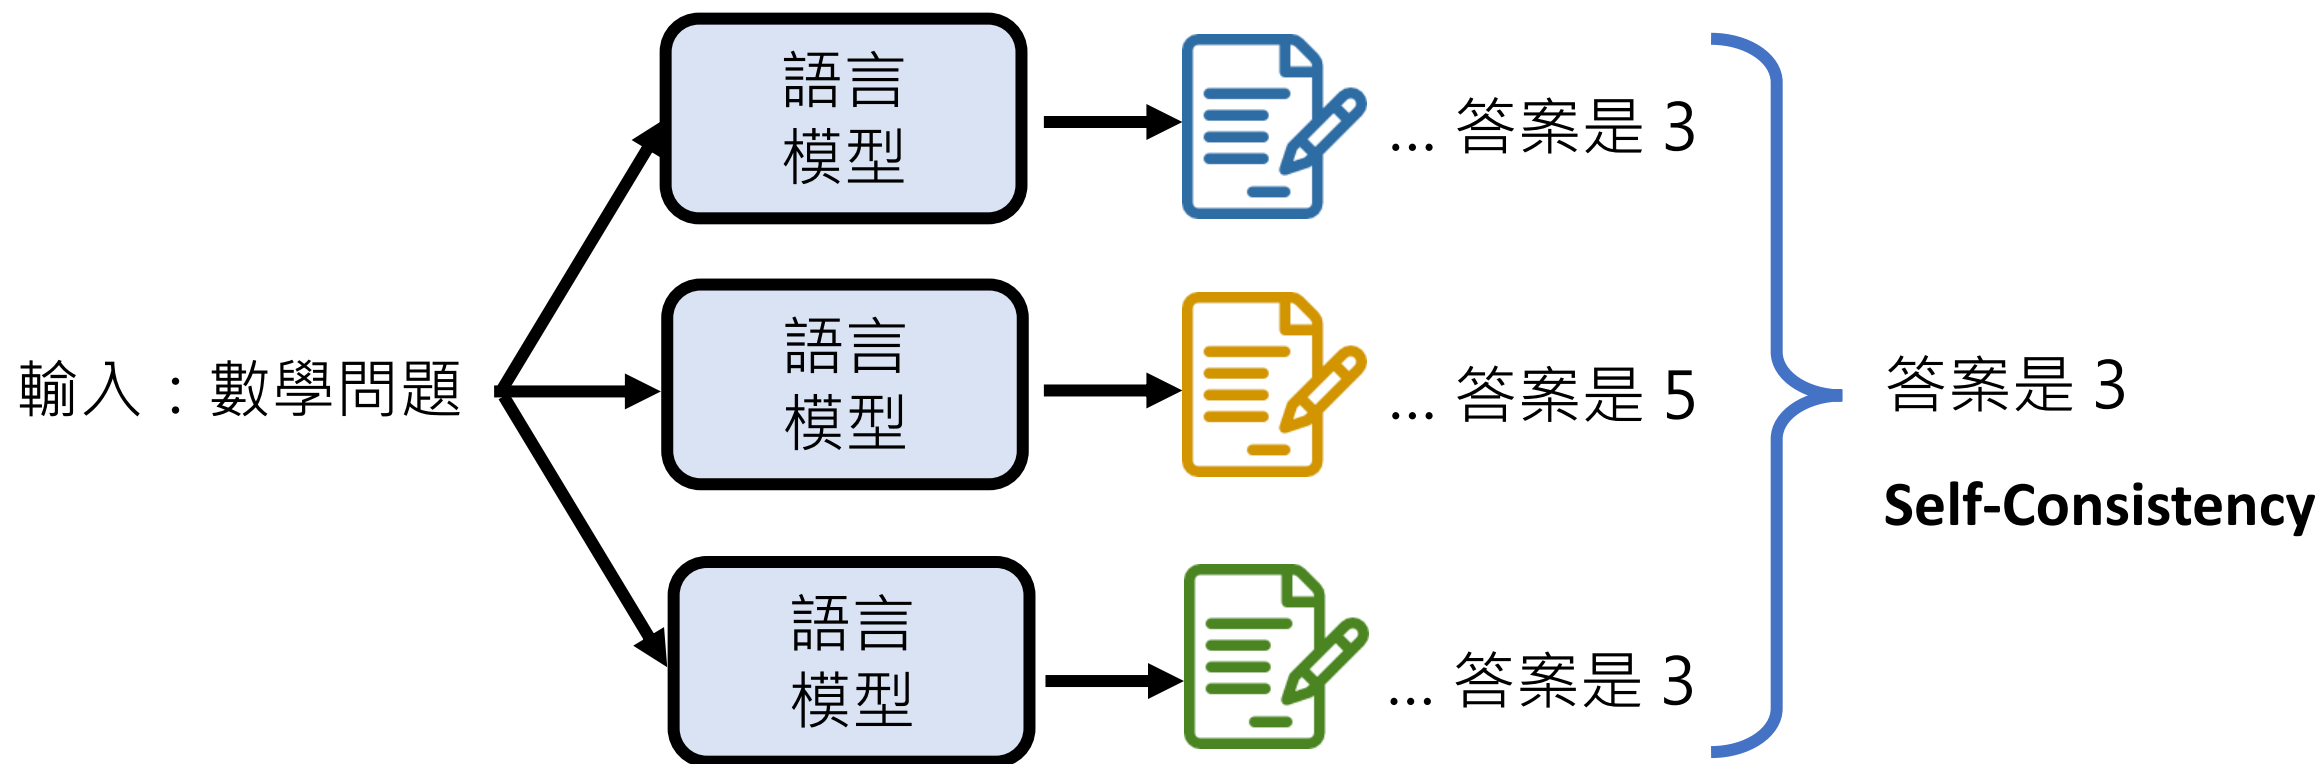 輸入：數學問題
語言
模型
... 答案是 3
語言
模型
... 答案是 5
語言
模型
... 答案是 3
答案是 3
Self-Consistency